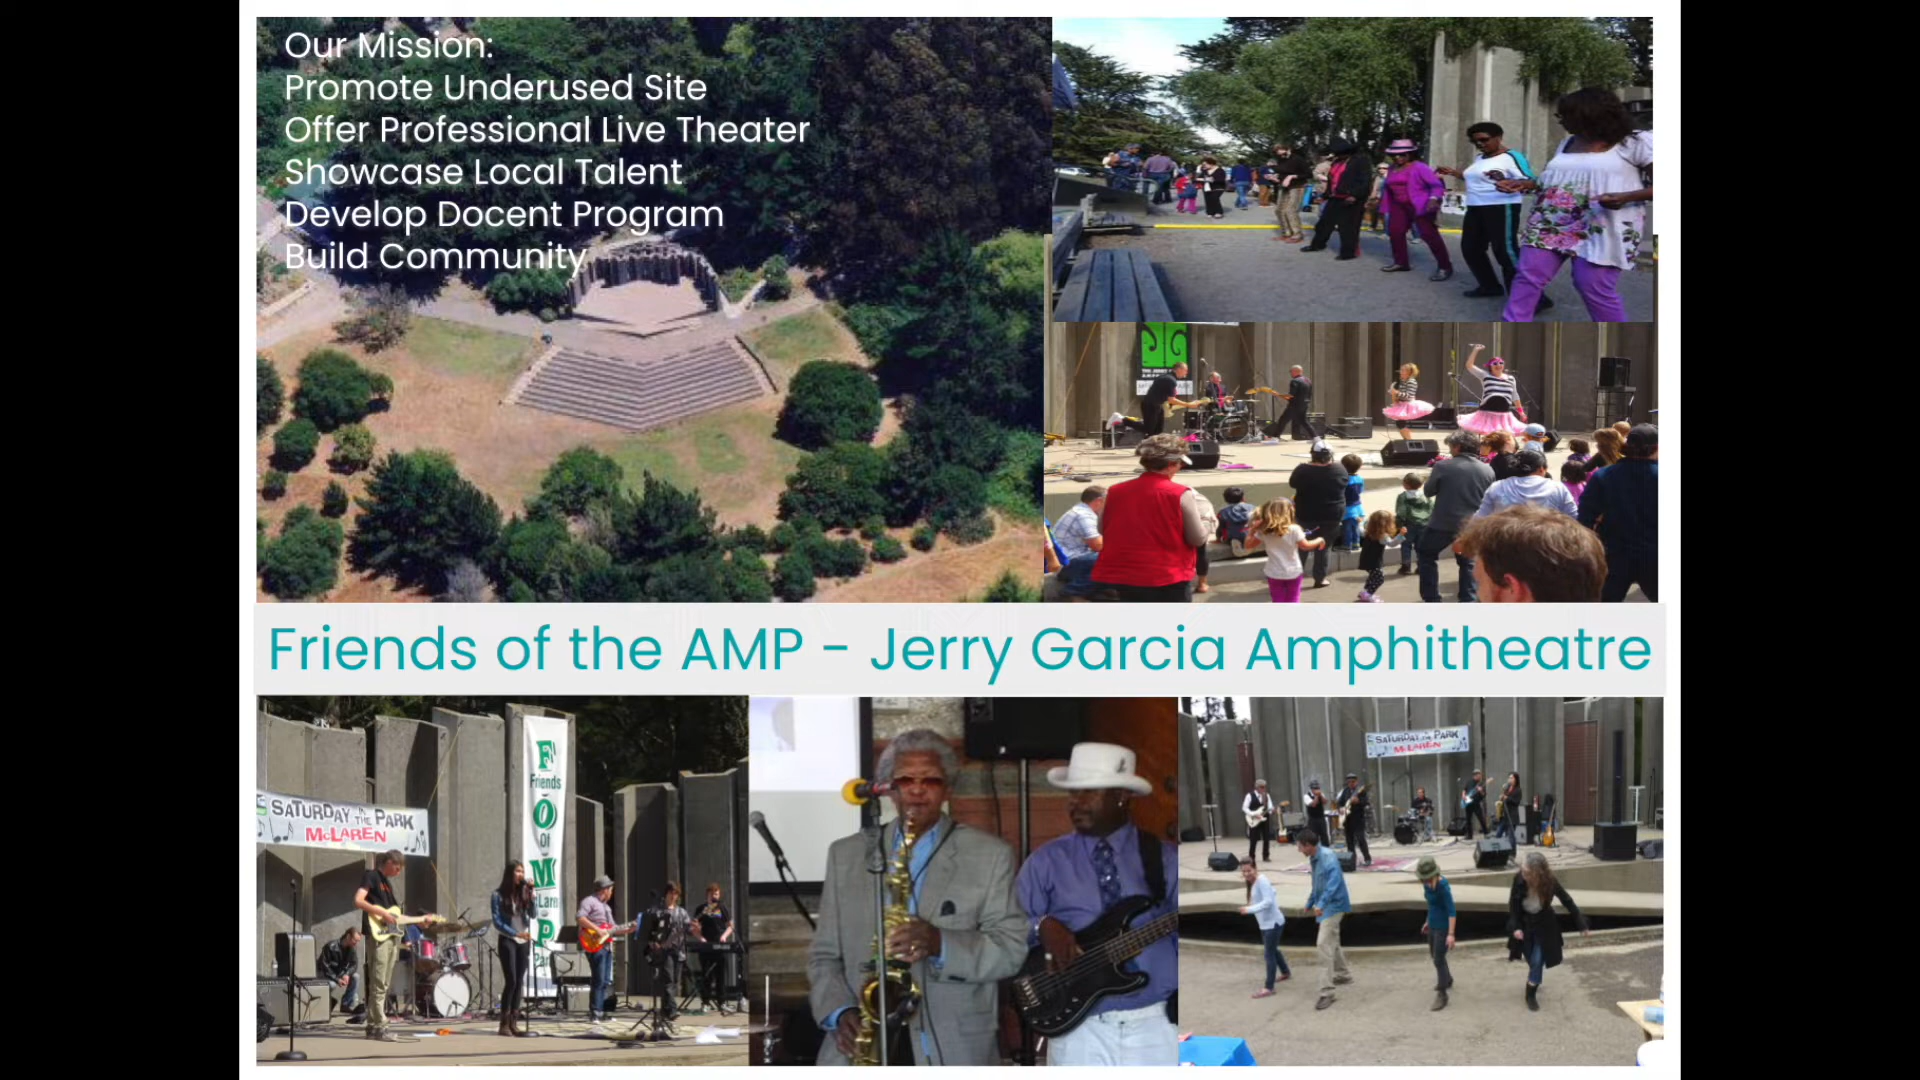 Our Mission:
Promote Underused Site
Offer Professional Live Theater
Showcase Local Talent
Develop Docent Program
Build Community
Friends of the AMP - Jerry Garcia Amphitheatre
SATURDAY IN THE PARK
McLAREN
F
Friends
O
Of
M
P
SATURDAY IN THE PARK
McLAREN